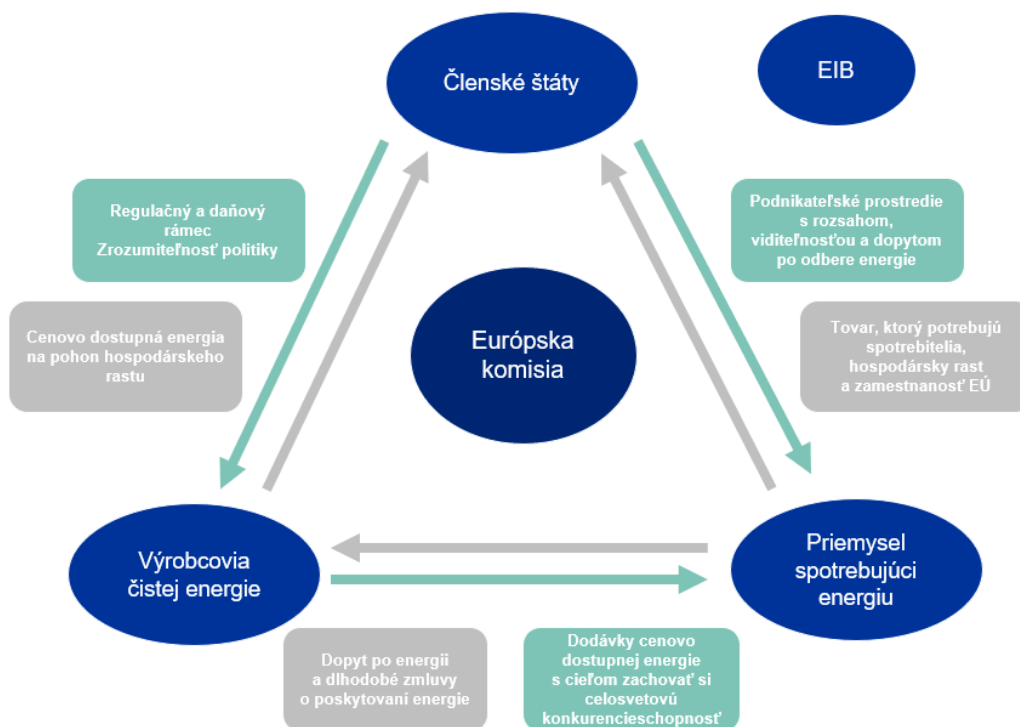 Členské štáty
EIB
Regulačný a daňový
rámec
Zrozumiteľnosť politiky
Podnikateľské prostredie
s rozsahom,
viditeľnosťou a dopytom
po odbere energie
Cenovo dostupná energia
na pohon hospodárskeho
rastu
Európska
komisia
Tovar, ktorý potrebujú
spotrebitelia,
hospodársky rast
a zamestnanosť EÚ
Výrobcovia
čistej energie
Priemysel
spotrebujúci
energiu
Dopyt po energii
a dlhodobé zmluvy
o poskytovaní energie
Dodávky cenovo
dostupnej energie
s cieľom zachovať si
celosvetovú
konkurencieschopnosť